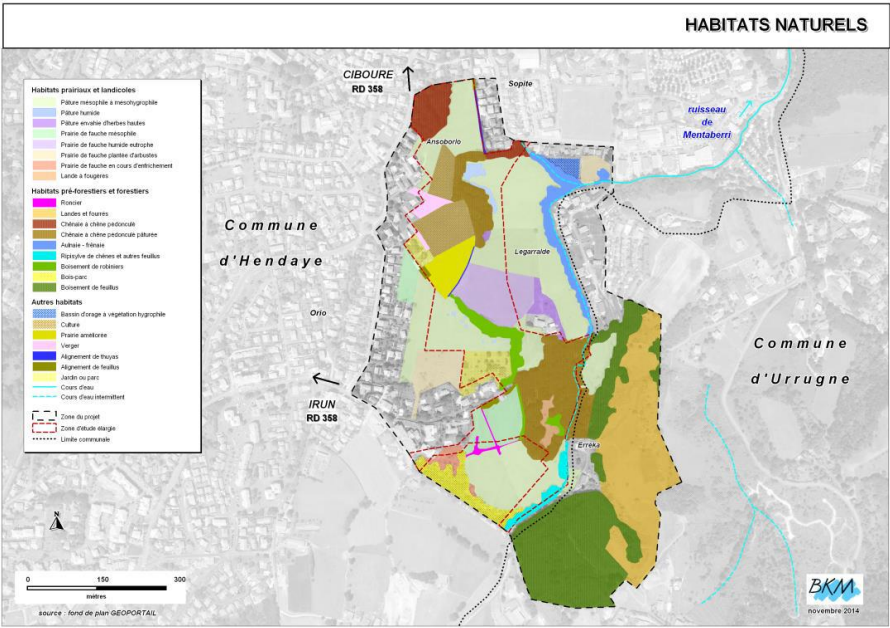 HABITATS NATURELS
CIBOURE
RD 358
Sopite
ruisseau
de
Mentaberri
Ansoborlo
Commune
d'Hendaye
Legarralde
Orio
Commune
d'Urrugne
IRUN
RD 358
Erreka
Habitats prairiaux et landicoles
Pâture mésophile à mésohygrophile
Pâture humide
Pâture envahie d'herbes hautes
Prairie de fauche mésophile
Prairie de fauche humide eutrophe
Prairie de fauche plantée d'arbustes
Prairie de fauche en cours d'enfrichement
Lande à fougères
Habitats pré-forestiers et forestiers
Roncier
Landes et fourrés
Chênaie à chêne pédonculé
Chênaie à chêne pédonculé pâturée
Aulnaie - frênaie
Ripisylve de chênes et autres feuillus
Boisement de robiniers
Bois-parc
Boisement de feuillus
Autres habitats
Bassin d'orage à végétation hygrophile
Culture
Prairie améliorée
Verger
Alignement de thuyas
Alignement de feuillus
Jardin ou parc
Cours d'eau
Cours d'eau intermittent
Zone du projet
Zone d'étude élargie
Limite communale
N
0 150 300
mètres
source : fond de plan GEOPORTAIL
BKM
novembre 2014